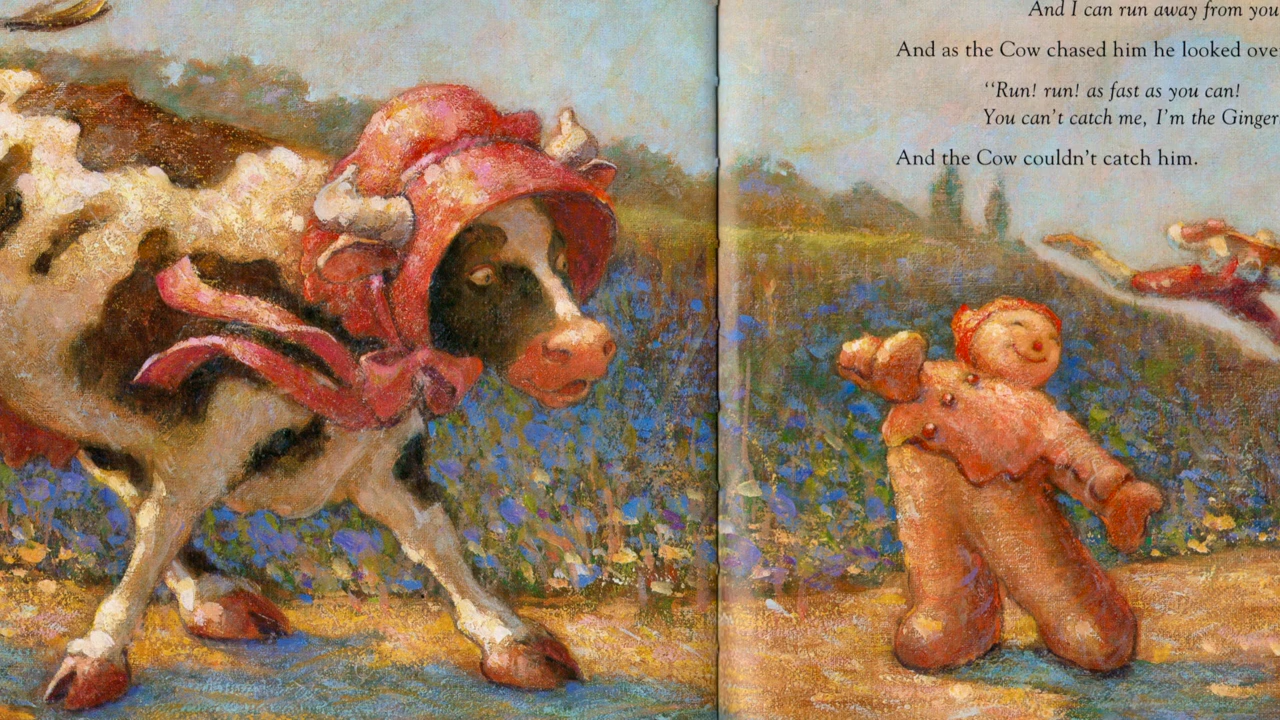 And I can run away from you
And as the Cow chased him he looked ove
“Run! run! as fast as you can!
You can’t catch me, I’m the Ginger
And the Cow couldn’t catch him.